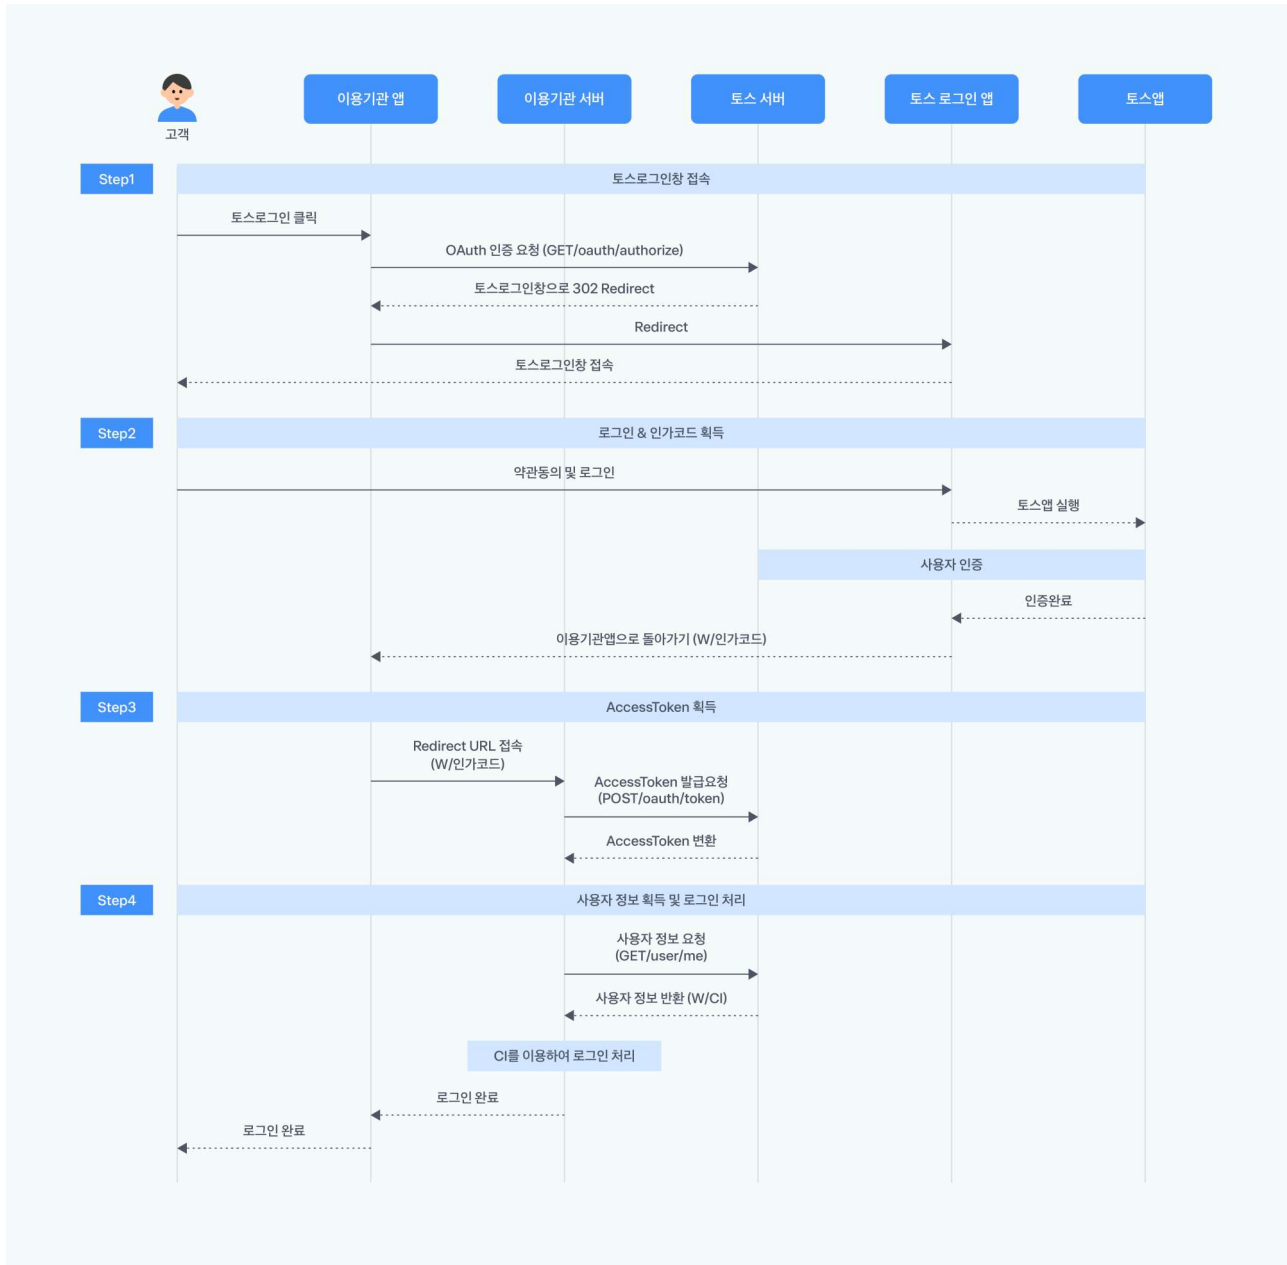 고객
이용기관 앱
이용기관 서버
토스 서버
토스 로그인 앱
토스앱
Step1
토스로그인창 접속
토스로그인 클릭
OAuth 인증 요청 (GET/oauth/authorize)
토스로그인창으로 302 Redirect
Redirect
토스로그인창 접속
Step2
로그인 & 인가코드 획득
약관동의 및 로그인
토스앱 실행
사용자 인증
인증완료
이용기관앱으로 돌아가기 (W/인가코드)
Step3
AccessToken 획득
Redirect URL 접속
(W/인가코드)
AccessToken 발급요청
(POST/oauth/token)
AccessToken 변환
Step4
사용자 정보 획득 및 로그인 처리
사용자 정보 요청
(GET/user/me)
사용자 정보 반환 (W/CI)
CI를 이용하여 로그인 처리
로그인 완료
로그인 완료